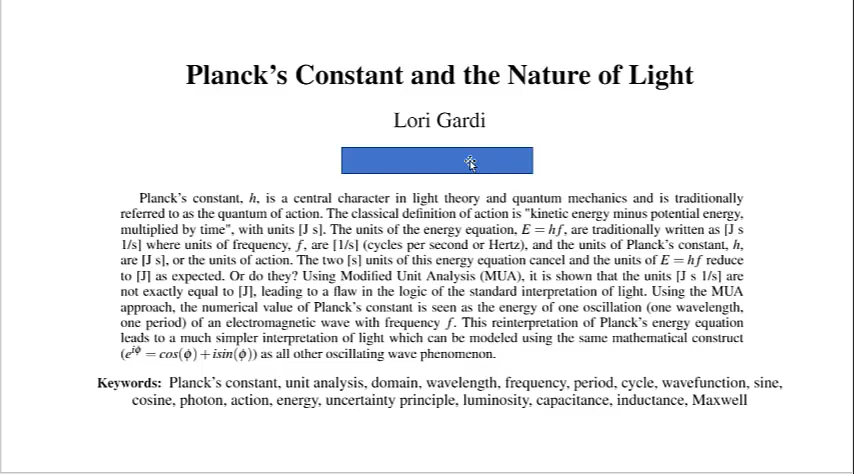 Planck's Constant and the Nature of Light
Lori Gardi
Planck's constant, h, is a central character in light theory and quantum mechanics and is traditionally
referred to as the quantum of action. The classical definition of action is "kinetic energy minus potential energy,
multiplied by time", with units [J s]. The units of the energy equation, E = hf, are traditionally written as [J s
1/s] where units of frequency, f, are [1/s] (cycles per second or Hertz), and the units of Planck's constant, h,
are [J s], or the units of action. The two [s] units of this energy equation cancel and the units of E = hf reduce
to [J] as expected. Or do they? Using Modified Unit Analysis (MUA), it is shown that the units [J s 1/s] are
not exactly equal to [J], leading to a flaw in the logic of the standard interpretation of light. Using the MUA
approach, the numerical value of Planck's constant is seen as the energy of one oscillation (one wavelength,
one period) of an electromagnetic wave with frequency f. This reinterpretation of Planck's energy equation
leads to a much simpler interpretation of light which can be modeled using the same mathematical construct
(e^{iϕ} = cos(ϕ) + isin(ϕ)) as all other oscillating wave phenomenon.
Keywords: Planck's constant, unit analysis, domain, wavelength, frequency, period, cycle, wavefunction, sine,
cosine, photon, action, energy, uncertainty principle, luminosity, capacitance, inductance, Maxwell